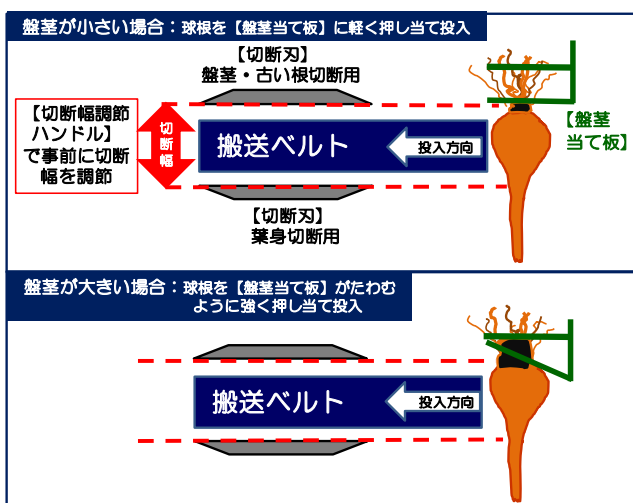 盤茎が小さい場合：球根を【盤茎当て板】に軽く押し当て投入
【切断刃】
盤茎・古い根切断用
【切断幅調節
ハンドル】
で事前に切断
幅を調節
切断幅
搬送ベルト
投入方向
【盤茎
当て板】
【切断刃】
葉身切断用
盤茎が大きい場合：球根を【盤茎当て板】がたわむ
ように強く押し当て投入
搬送ベルト
投入方向